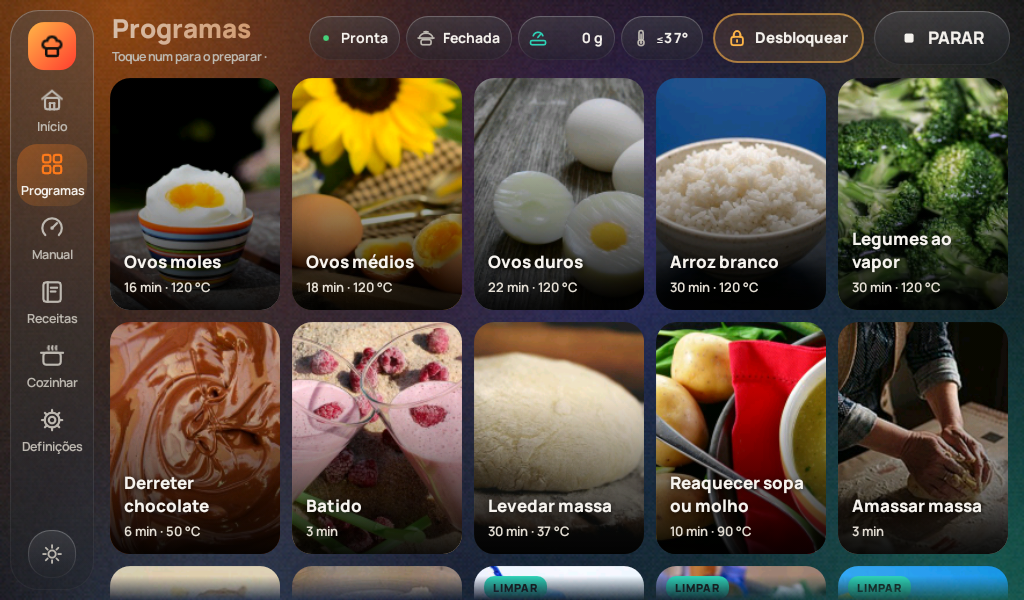 Programas
Toque num para o preparar ·
Pronta
Fechada
0 g
≤37°
Desbloquear
PARAR
Início
Programas
Manual
Receitas
Cozinhar
Definições
Ovos moles
16 min · 120 °C
Ovos médios
18 min · 120 °C
Ovos duros
22 min · 120 °C
Arroz branco
30 min · 120 °C
Legumes ao
vapor
30 min · 120 °C
Derreter
chocolate
6 min · 50 °C
Batido
3 min
Levedar massa
30 min · 37 °C
Reaquecer sopa
ou molho
10 min · 90 °C
Amassar massa
3 min
LIMPAR
LIMPAR
LIMPAR